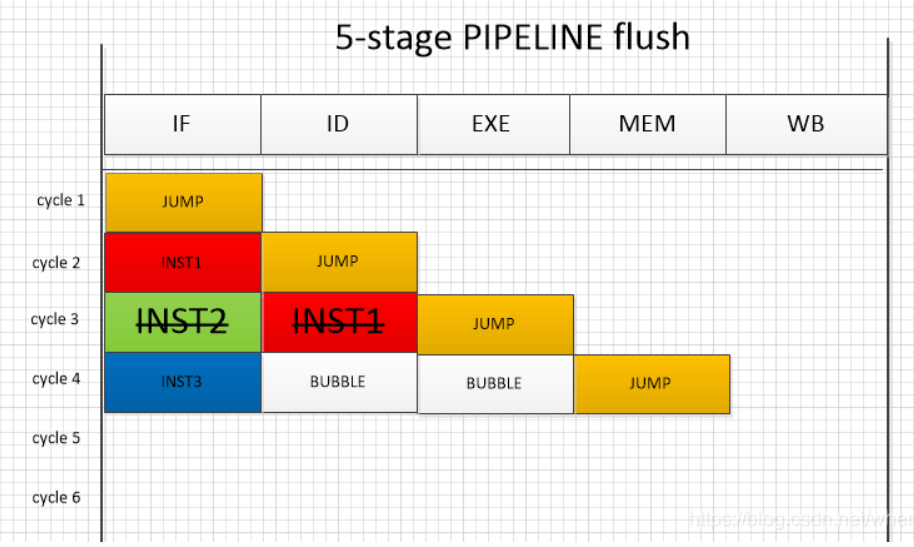 5-stage PIPELINE flush
IF ID EXE MEM WB
cycle 1 JUMP
cycle 2 INST1 JUMP
cycle 3 INST2 INST1 JUMP
cycle 4 INST3 BUBBLE BUBBLE JUMP
cycle 5
cycle 6
https://blog.csdn.net/wher